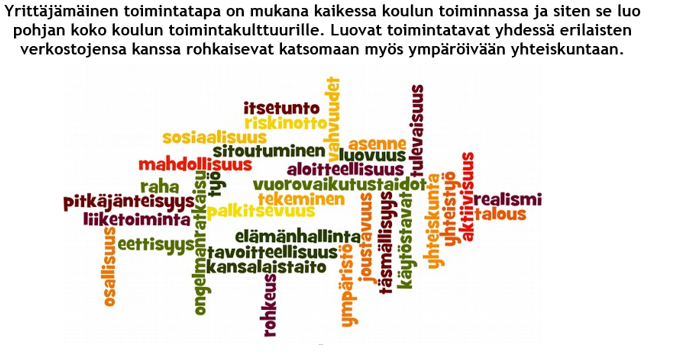 Yrittäjämäinen toimintatapa on mukana kaikessa koulun toiminnassa ja siten se luo
pohjan koko koulun toimintakulttuurille. Luovat toimintatavat yhdessä erilaisten
verkostojensa kanssa rohkaisevat katsomaan myös ympäröivään yhteiskuntaan.
itsetunto
riskinotto
vahvuudet
tulevaisuus
sosiaalisuus
asenne
sitoutuminen
luovuus
mahdollisuus
aloitteellisuus
työ
raha
vuorovaikutustaidot
pitkäjänteisyys
tekeminen
realismi
liiketoiminta
palkitsevuus
talous
ongelmanratkaisu
joustavuus
täsmällisyys
käytöstavat
yhteiskunta
yhteistyö
aktiivisuus
osallisuus
eettisyys
elämänhallinta
tavoitteellisuus
kansalaistaito
rohkeus
ympäristö